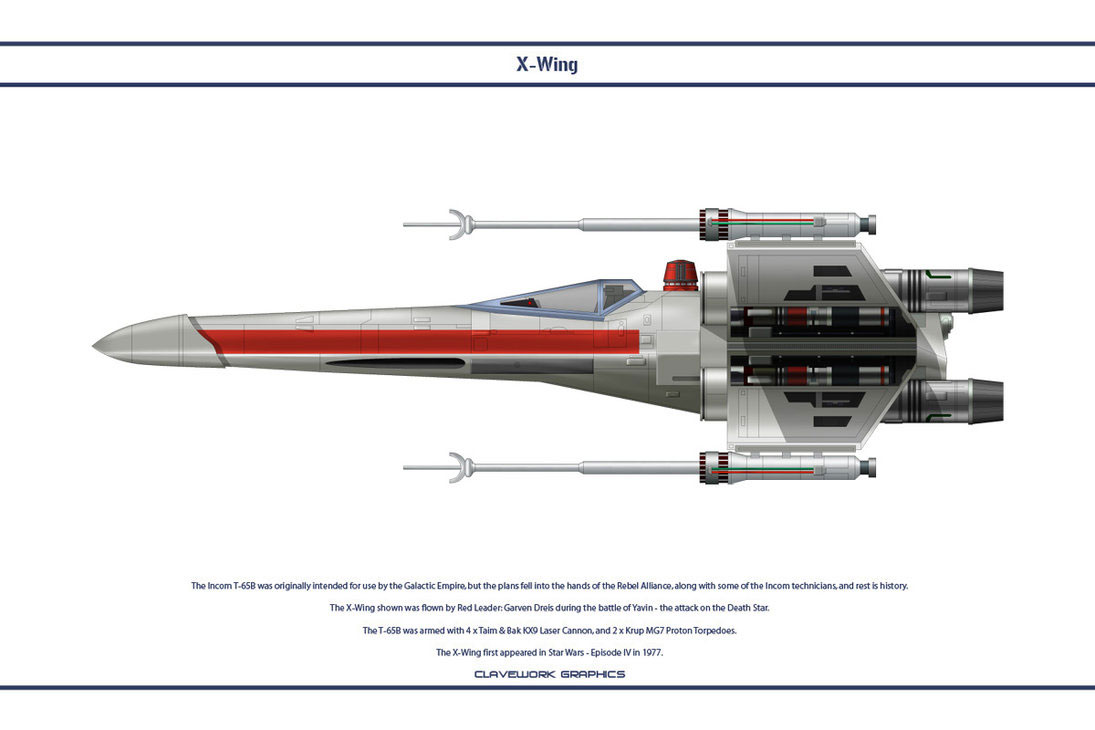 X-Wing
The Incom T-65B was originally intended for use by the Galactic Empire, but the plans fell into the hands of the Rebel Alliance, along with some of the Incom technicians, and rest is history.
The X-Wing shown was flown by Red Leader: Garven Dreis during the battle of Yavin - the attack on the Death Star.
The T-65B was armed with 4 x Taim & Bak KX9 Laser Cannon, and 2 x Krup MG7 Proton Torpedoes.
The X-Wing first appeared in Star Wars - Episode IV in 1977.
CLAVEWORK GRAPHICS